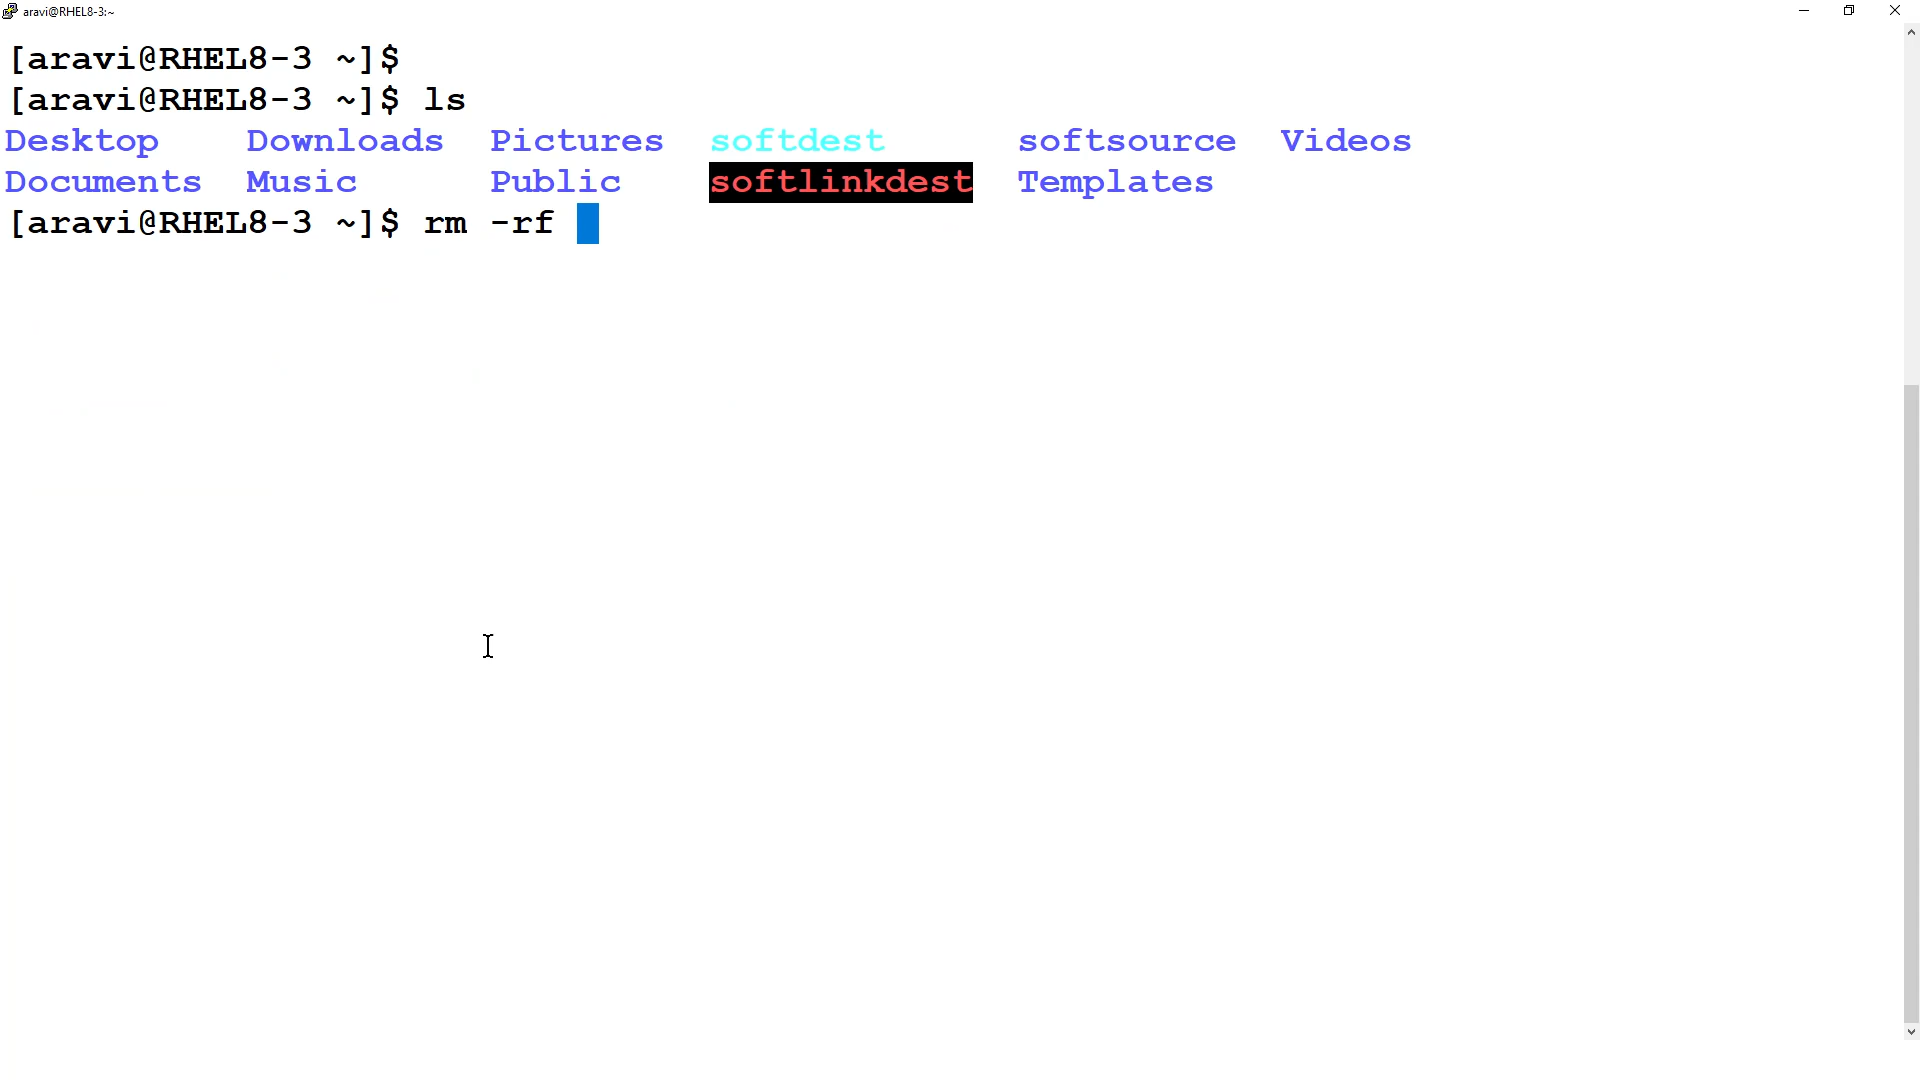 aravi@RHEL8-3:~
[aravi@RHEL8-3 ~]$
[aravi@RHEL8-3 ~]$ ls
Desktop Downloads Pictures softdest softsource Videos
Documents Music Public softlinkdest Templates
[aravi@RHEL8-3 ~]$ rm -rf